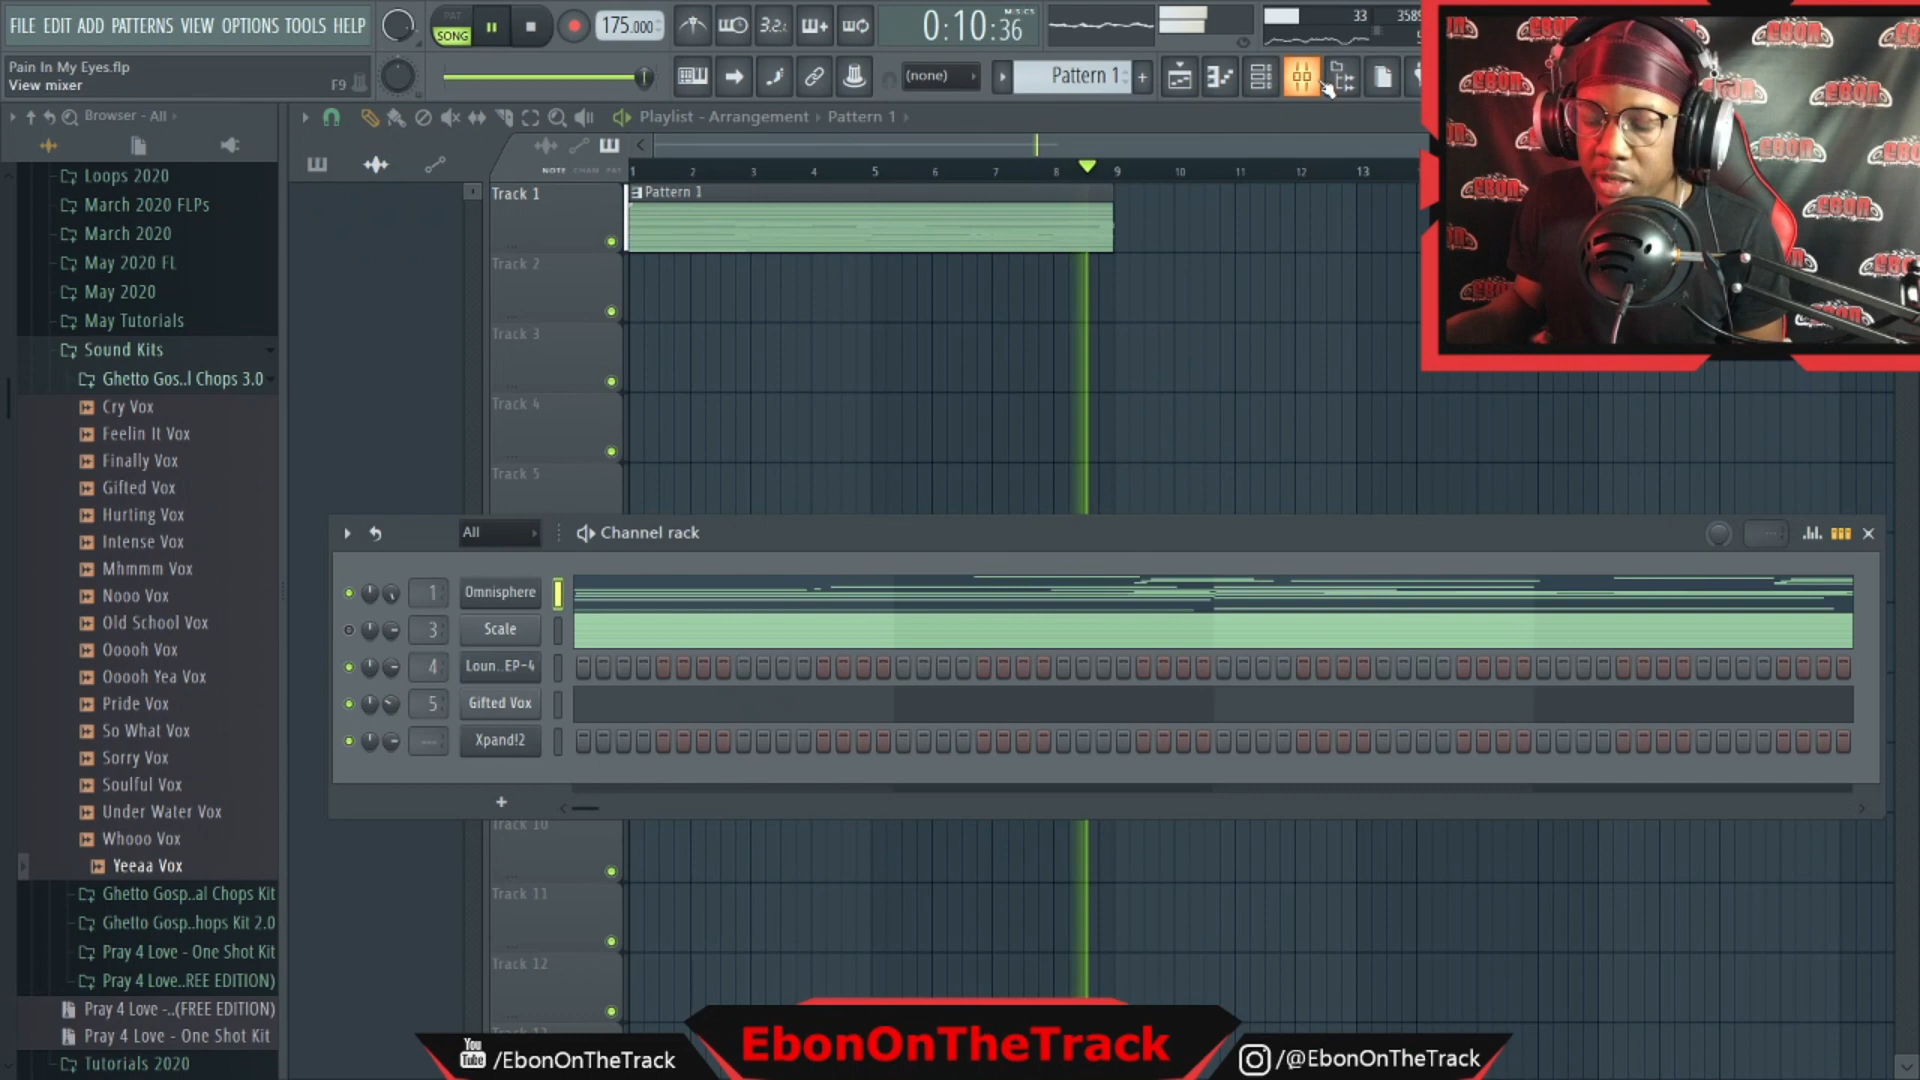 FILE EDIT ADD PATTERNS VIEW OPTIONS TOOLS HELP
PAT
SONG
175.000
3.2.
0:10:36
M:S:CS
33
Pain In My Eyes.flp
View mixer
F9
(none)
Pattern 1
Browser - All
Playlist - Arrangement › Pattern 1
NOTE CHAN PAT
1 2 3 4 5 6 7 8 9 10 11 12 13
Loops 2020
March 2020 FLPs
March 2020
May 2020 FL
May 2020
May Tutorials
Sound Kits
Ghetto Gos..l Chops 3.0
Cry Vox
Feelin It Vox
Finally Vox
Gifted Vox
Hurting Vox
Intense Vox
Mhmmm Vox
Nooo Vox
Old School Vox
Ooooh Vox
Ooooh Yea Vox
Pride Vox
So What Vox
Sorry Vox
Soulful Vox
Under Water Vox
Whooo Vox
Yeeaa Vox
Ghetto Gosp..al Chops Kit
Ghetto Gosp..hops Kit 2.0
Pray 4 Love - One Shot Kit
Pray 4 Love..REE EDITION)
Pray 4 Love -..(FREE EDITION)
Pray 4 Love - One Shot Kit
Tutorials 2020
Track 1
Pattern 1
Track 2
Track 3
Track 4
Track 5
All
Channel rack
1 Omnisphere
3 Scale
4 Loun..EP-4
5 Gifted Vox
--- Xpand!2
Track 10
Track 11
Track 12
EBON
You Tube /EbonOnTheTrack
EbonOnTheTrack
/@EbonOnTheTrack